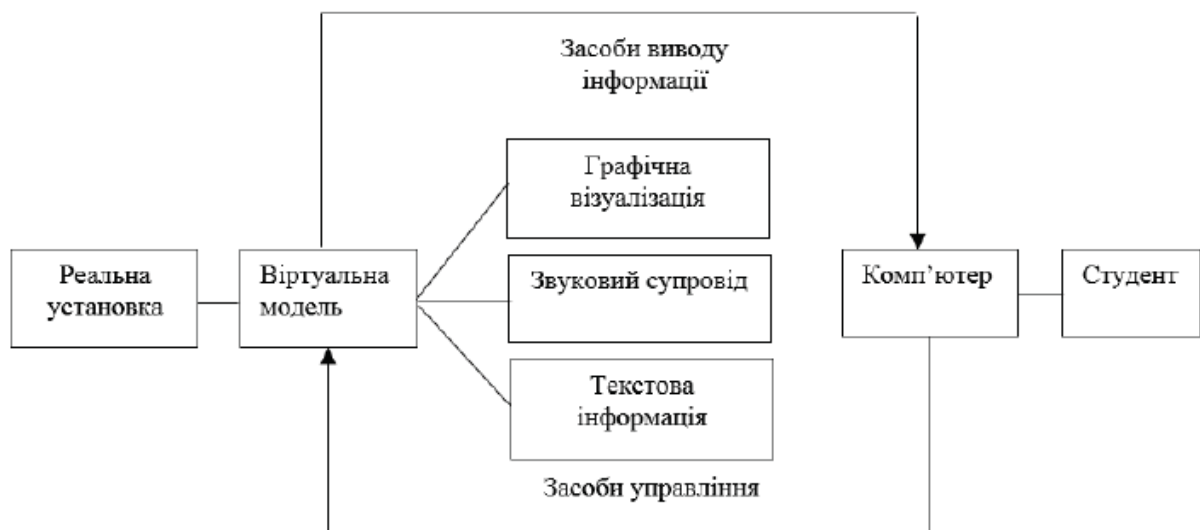 Засоби виводу
інформації
Графічна
візуалізація
Реальна
установка
Віртуальна
модель
Звуковий супровід
Комп’ютер
Студент
Текстова
інформація
Засоби управління